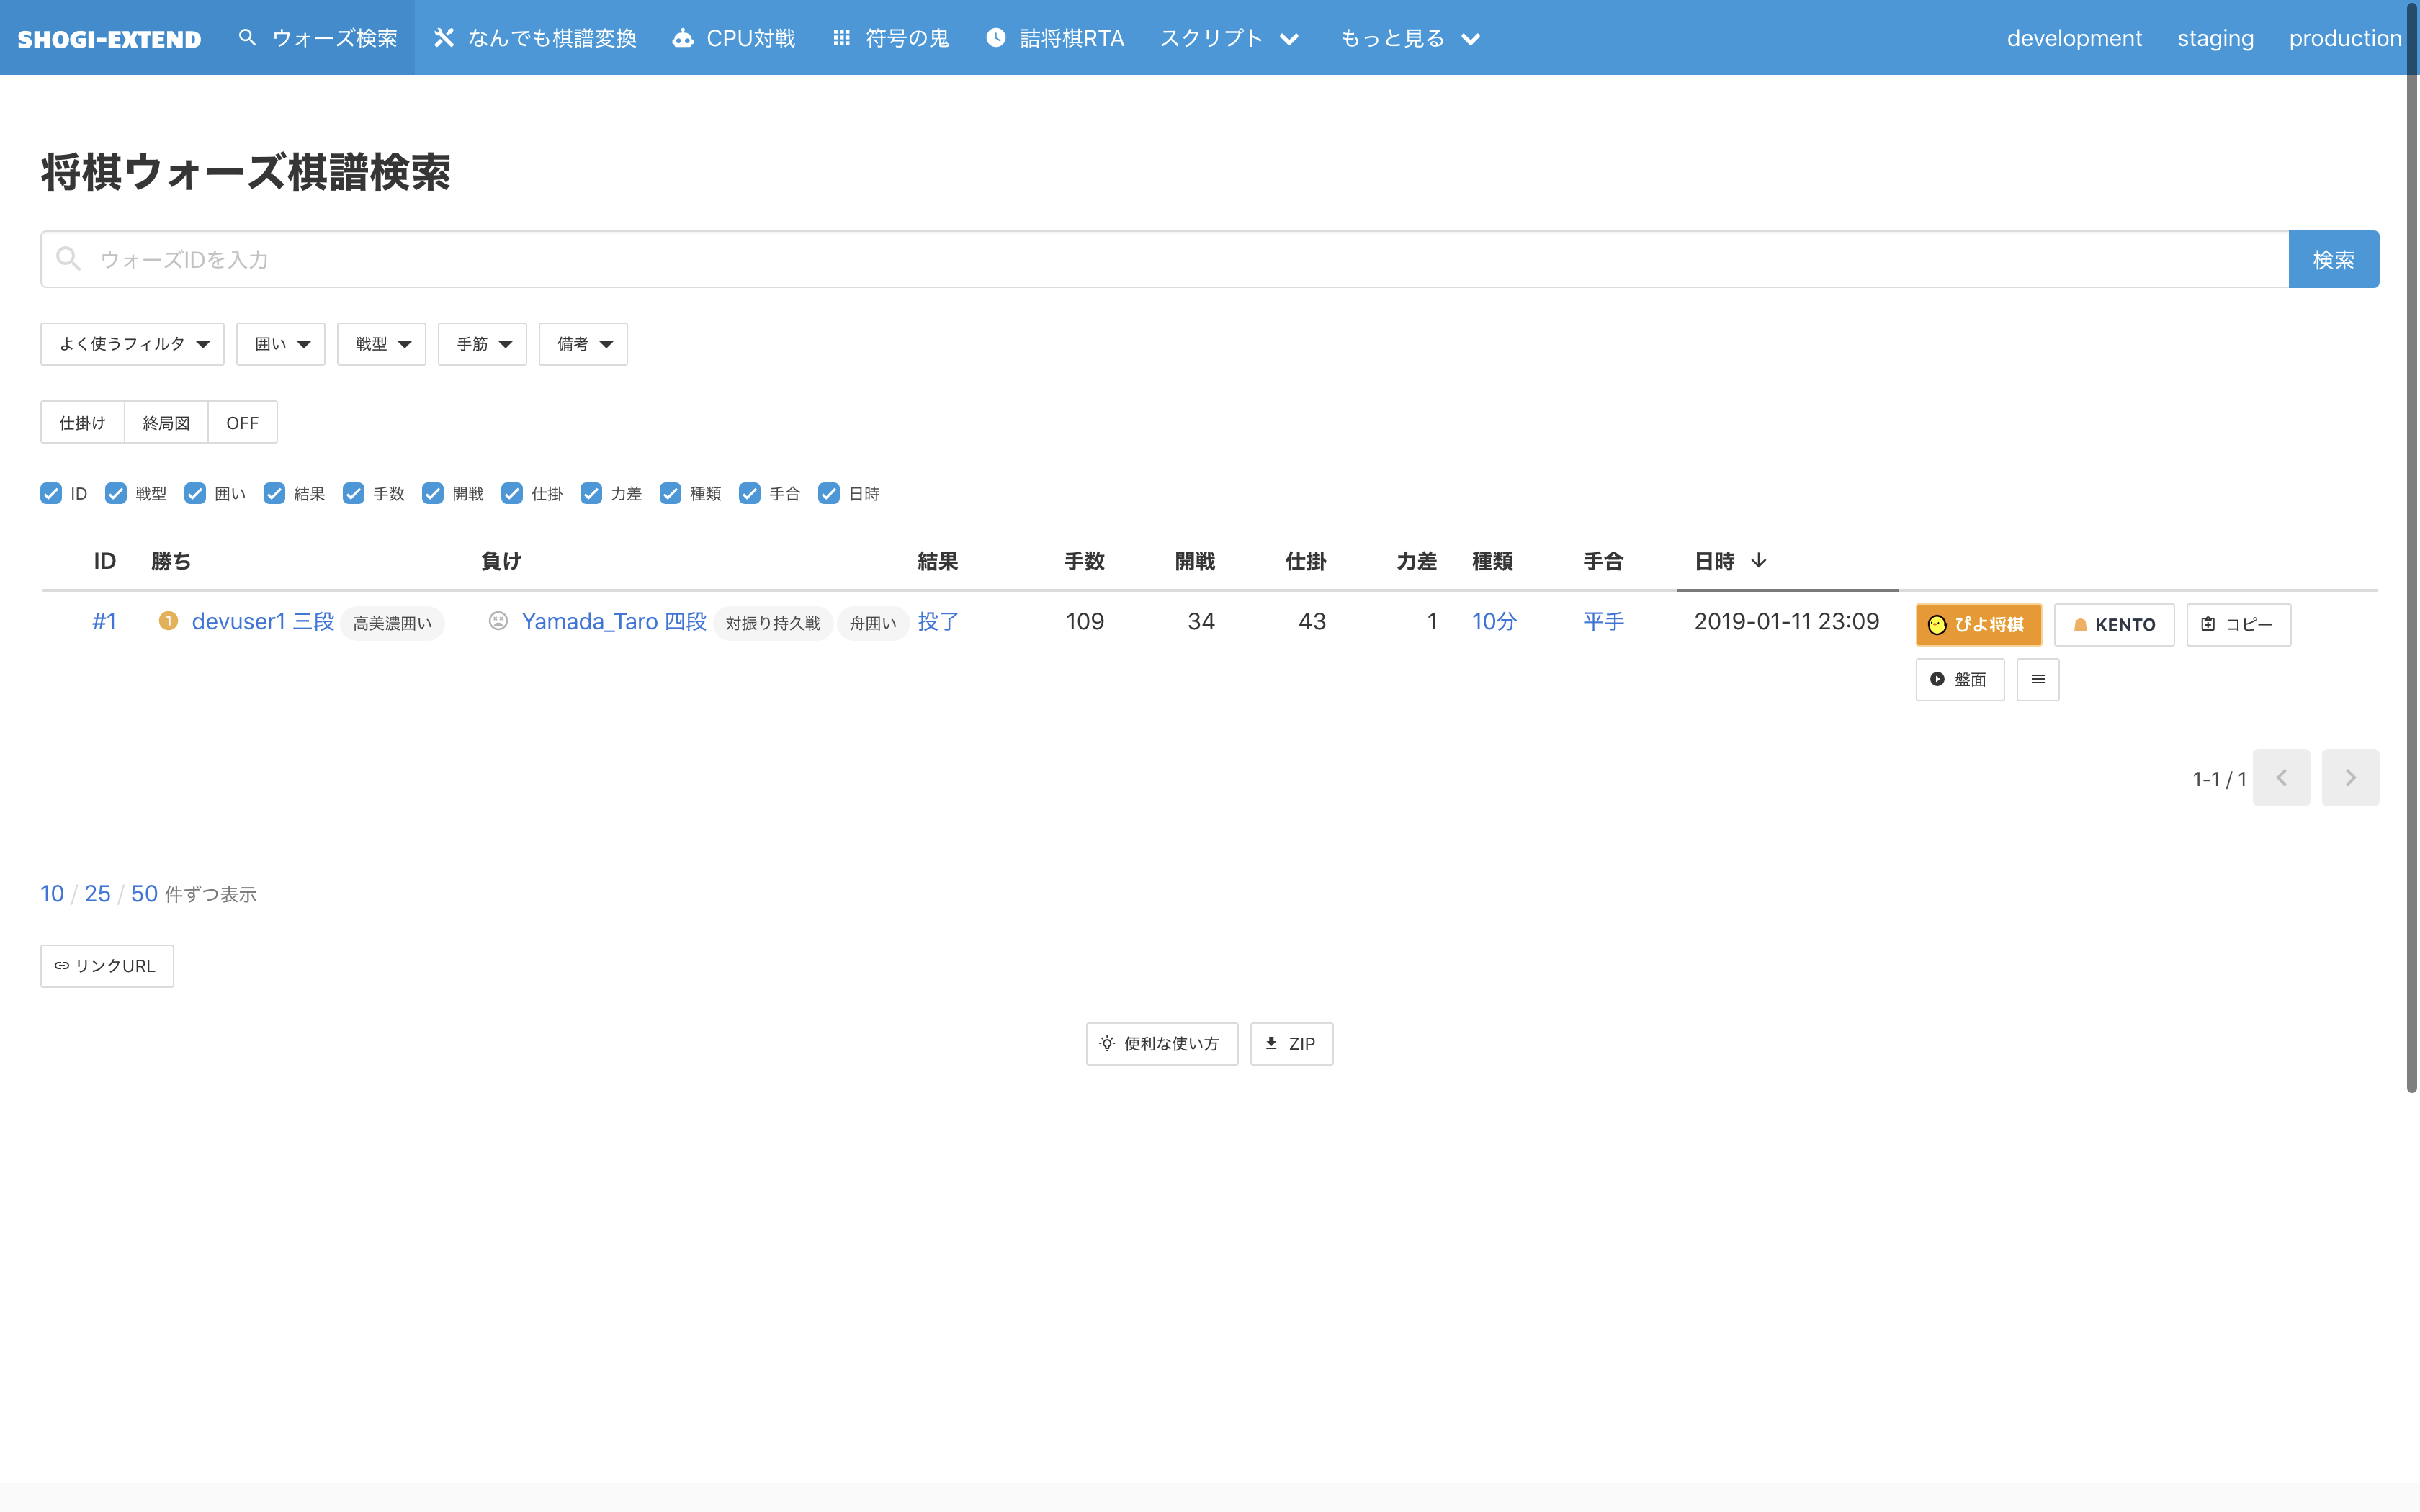 SHOGI-EXTEND ウォーズ検索 なんでも棋譜変換 CPU対戦 符号の鬼 詰将棋RTA スクリプト もっと見る development staging production
将棋ウォーズ棋譜検索
ウォーズIDを入力 検索
よく使うフィルタ 囲い 戦型 手筋 備考
仕掛け 終局図 OFF
ID 戦型 囲い 結果 手数 開戦 仕掛 力差 種類 手合 日時
ID 勝ち 負け 結果 手数 開戦 仕掛 力差 種類 手合 日時
#1 1 devuser1 三段 高美濃囲い Yamada_Taro 四段 対振り持久戦 舟囲い 投了 109 34 43 1 10分 平手 2019-01-11 23:09 ぴよ将棋 KENTO コピー
盤面
1-1 / 1
10 / 25 / 50 件ずつ表示
リンクURL
便利な使い方 ZIP